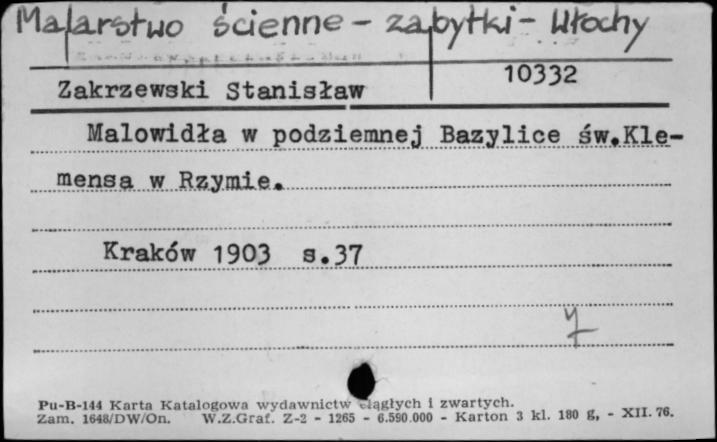 Malarstwo ścienne - zabytki - Włochy
Zakrzewski Stanisław
10332
Malowidła w podziemnej Bazylice św.Kle-
mensa w Rzymie.
Kraków 1903 s.37
Pu-B-144 Karta Katalogowa wydawnictw ciągłych i zwartych.
Zam. 1648/DW/On. W.Z.Graf. Z-2 - 1265 - 6.590.000 - Karton 3 kl. 180 g, - XII. 76.